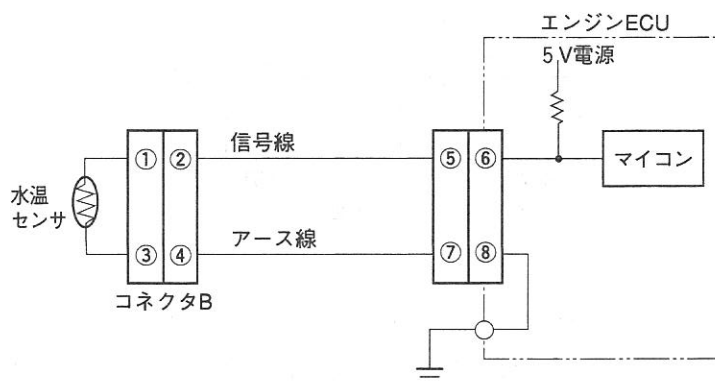 エンジンECU
5V電源
信号線
① ② ⑤ ⑥
マイコン
水温
センサ
アース線
③ ④ ⑦ ⑧
コネクタB